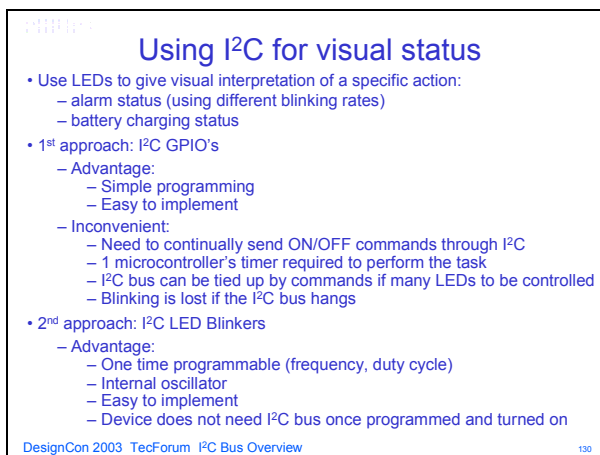 Using I²C for visual status
• Use LEDs to give visual interpretation of a specific action:
– alarm status (using different blinking rates)
– battery charging status
• 1st approach: I²C GPIO's
– Advantage:
– Simple programming
– Easy to implement
– Inconvenient:
– Need to continually send ON/OFF commands through I²C
– 1 microcontroller's timer required to perform the task
– I²C bus can be tied up by commands if many LEDs to be controlled
– Blinking is lost if the I²C bus hangs
• 2nd approach: I²C LED Blinkers
– Advantage:
– One time programmable (frequency, duty cycle)
– Internal oscillator
– Easy to implement
– Device does not need I²C bus once programmed and turned on
DesignCon 2003 TecForum I²C Bus Overview 130